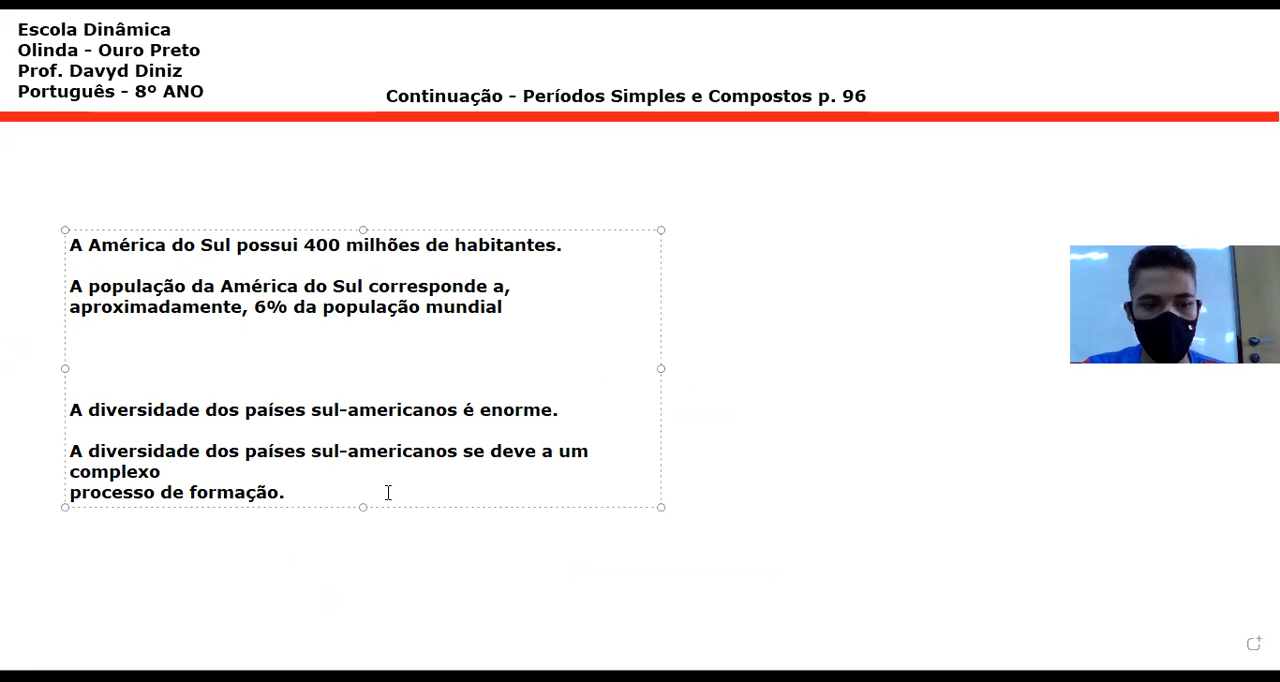 Escola Dinâmica
Olinda - Ouro Preto
Prof. Davyd Diniz
Português - 8º ANO
Continuação - Períodos Simples e Compostos p. 96
A América do Sul possui 400 milhões de habitantes.
A população da América do Sul corresponde a,
aproximadamente, 6% da população mundial
A diversidade dos países sul-americanos é enorme.
A diversidade dos países sul-americanos se deve a um
complexo
processo de formação.